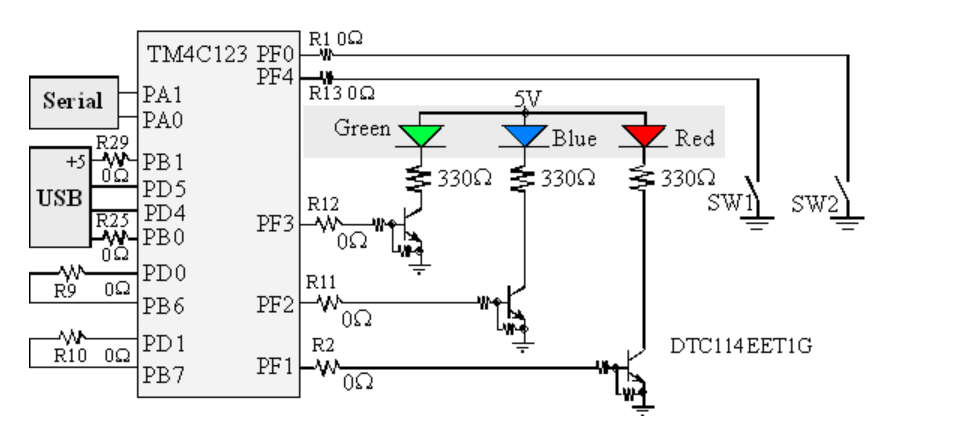 R1 0Ω
TM4C123 PF0
PF4
R13 0Ω
Serial
PA1
PA0
5V
Green
Blue
Red
R29
+5
0Ω
PB1
USB
PD5
PD4
R25
PB0
0Ω
330Ω
330Ω
330Ω
SW1
SW2
R12
PF3
0Ω
PD0
R9
0Ω
PB6
R11
PF2
0Ω
PD1
R10
0Ω
PB7
R2
PF1
0Ω
DTC114EET1G